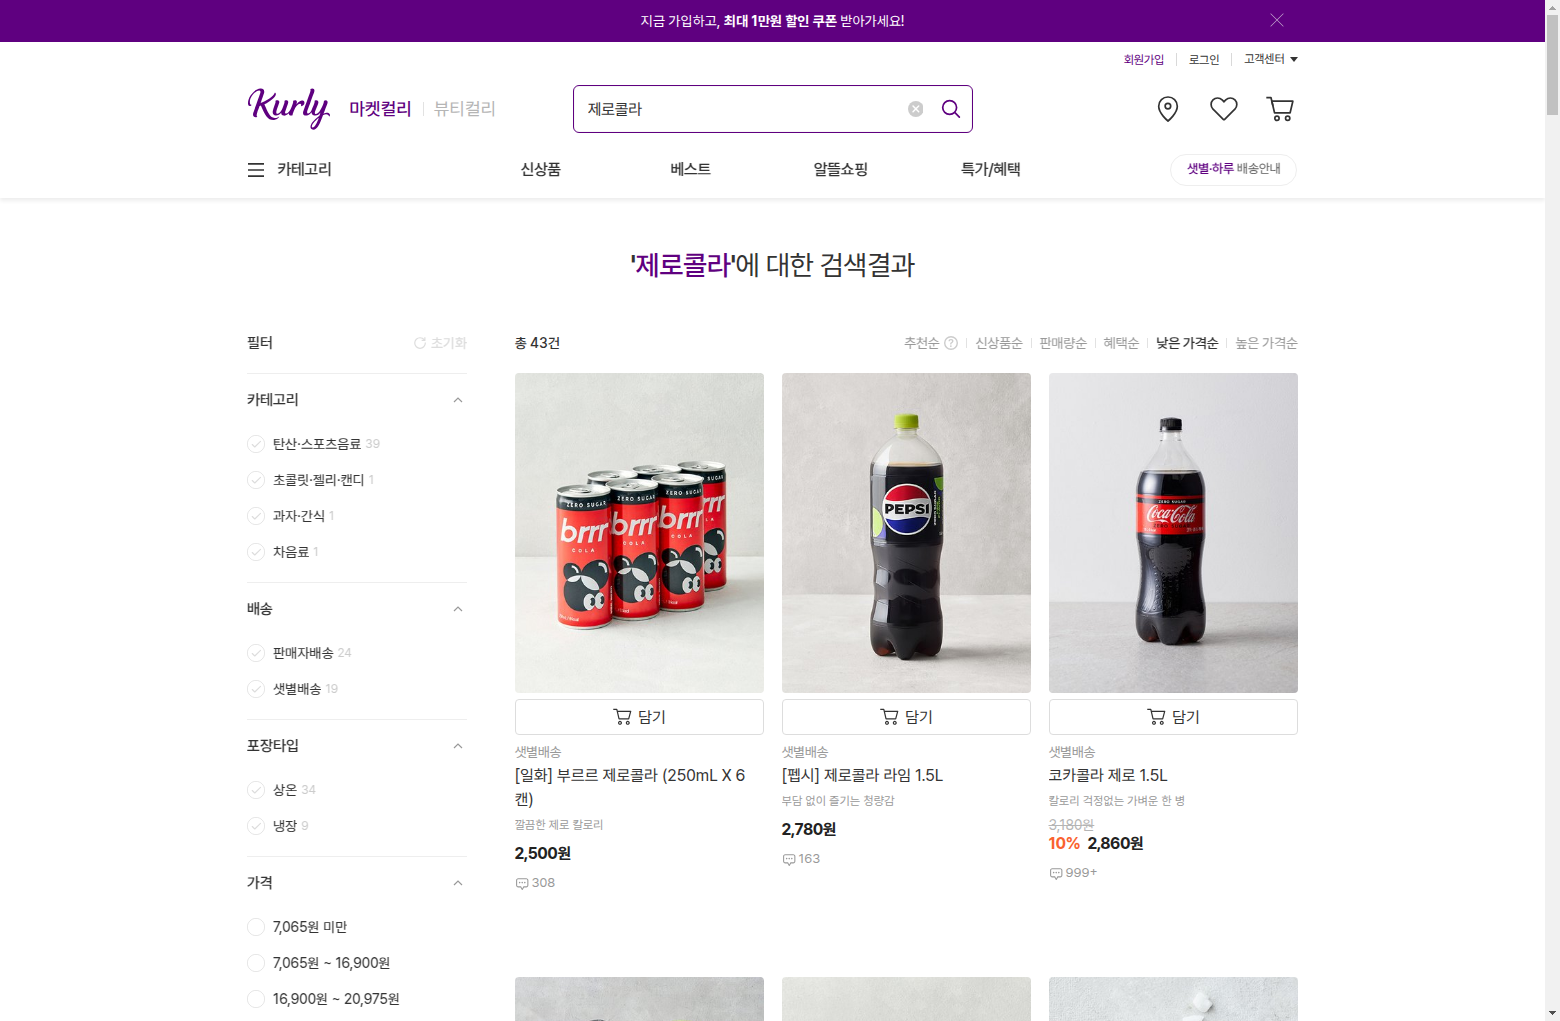 지금 가입하고, 최대 1만원 할인 쿠폰 받아가세요!
회원가입
로그인
고객센터
Kurly
마켓컬리
뷰티컬리
제로콜라
카테고리
신상품
베스트
알뜰쇼핑
특가/혜택
샛별·하루 배송안내
'제로콜라'에 대한 검색결과
필터
초기화
카테고리
탄산·스포츠음료 39
초콜릿·젤리·캔디 1
과자·간식 1
차음료 1
배송
판매자배송 24
샛별배송 19
포장타입
상온 34
냉장 9
가격
7,065원 미만
7,065원 ~ 16,900원
16,900원 ~ 20,975원
총 43건
추천순 ?
신상품순
판매량순
혜택순
낮은 가격순
높은 가격순
ZERO SUGAR
brrr
COLA
ZERO SUGAR
brrr
COLA
ZERO SUGAR
brrr
COLA
ZERO SUGAR
담기
샛별배송
[일화] 부르르 제로콜라 (250mL X 6
캔)
깔끔한 제로 칼로리
2,500원
308
PEPSI
담기
샛별배송
[펩시] 제로콜라 라임 1.5L
부담 없이 즐기는 청량감
2,780원
163
Coca-Cola
담기
샛별배송
코카콜라 제로 1.5L
칼로리 걱정없는 가벼운 한 병
3,180원
10% 2,860원
999+